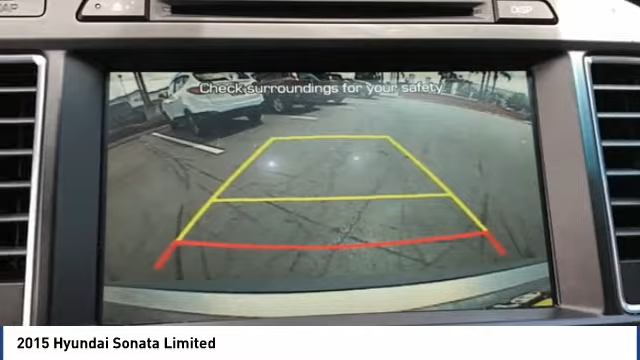 DISP
Check surroundings for your safety
2015 Hyundai Sonata Limited